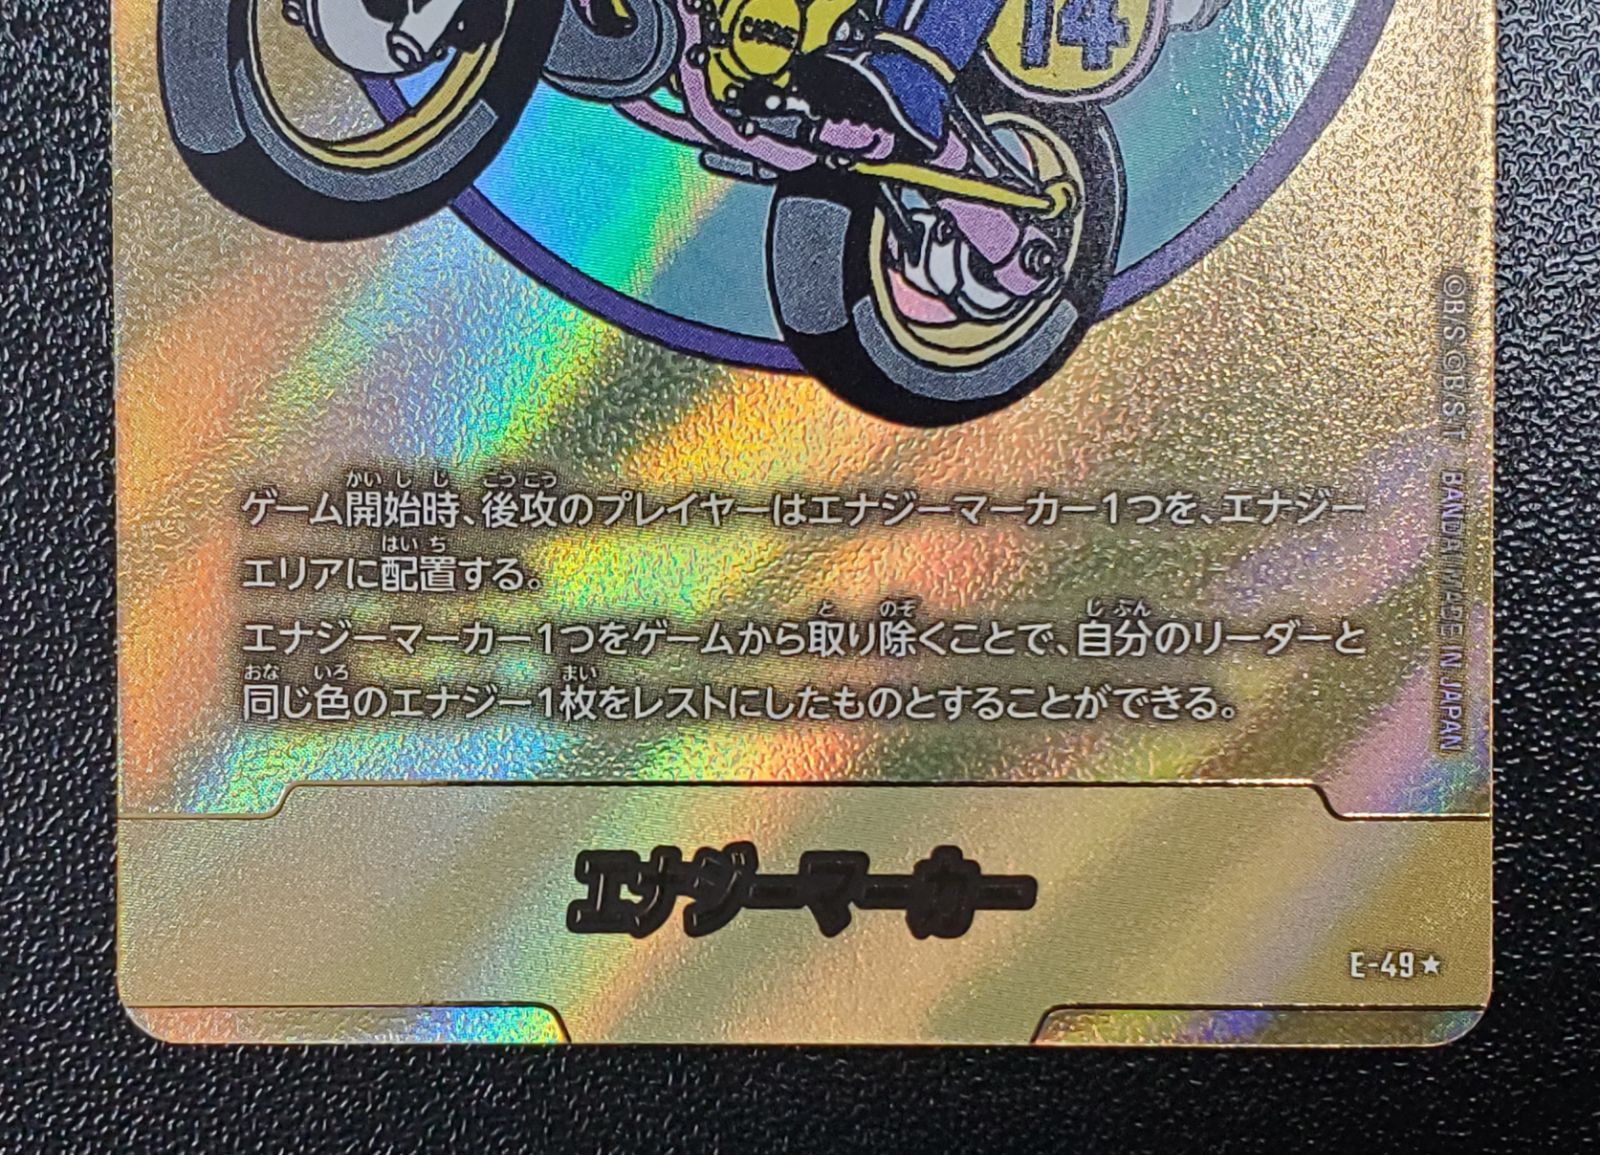 14
ゲーム開始時、後攻のプレイヤーはエナジーマーカー1つを、エナジー
エリアに配置する。
エナジーマーカー1つをゲームから取り除くことで、自分のリーダーと
同じ色のエナジー1枚をレストにしたものとすることができる。
©B/S©B/S/T BANDAI MADE IN JAPAN
エナジーマーカー
E-49★